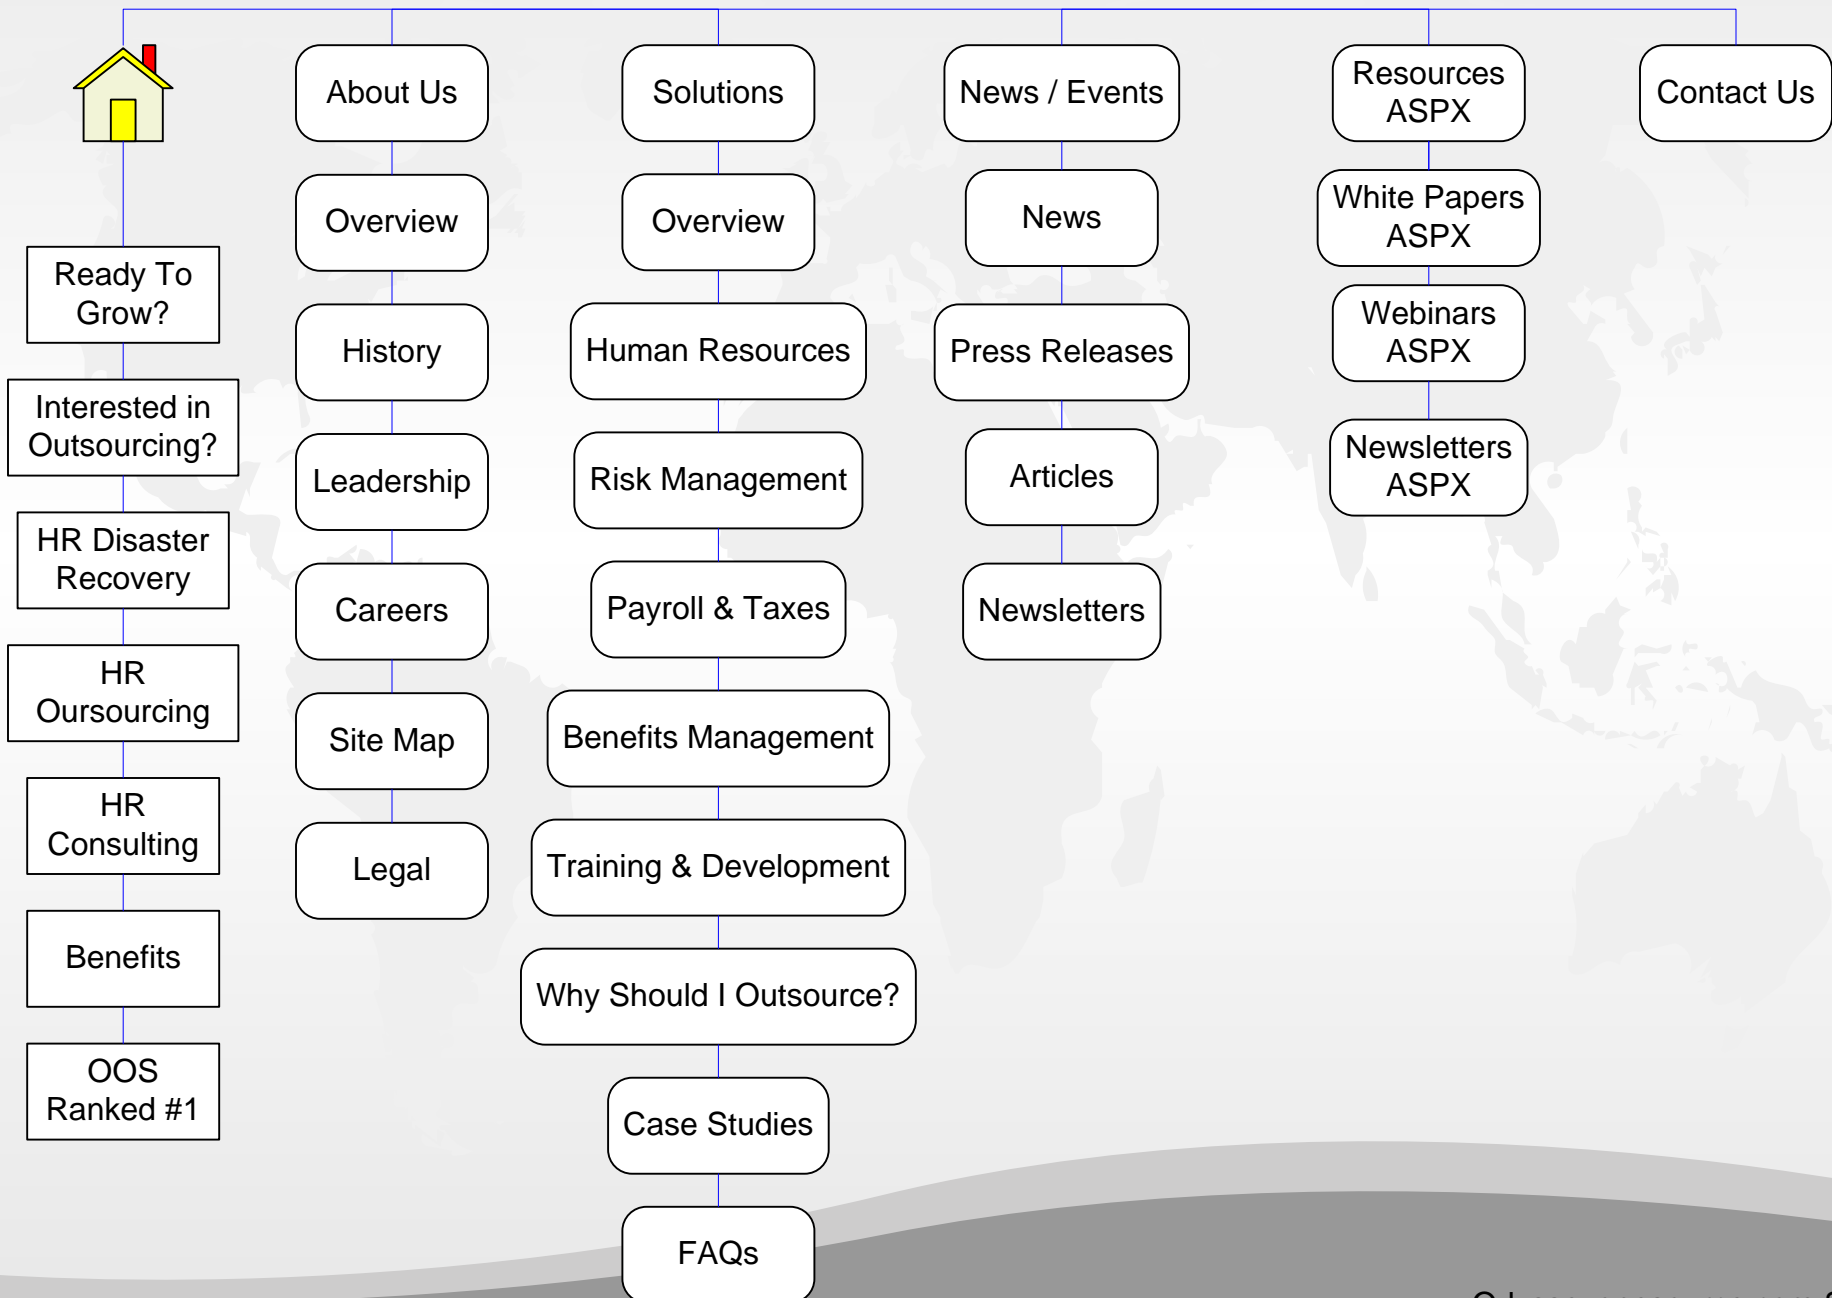 Ready To
Grow?
Interested in
Outsourcing?
HR Disaster
Recovery
HR
Oursourcing
HR
Consulting
Benefits
OOS
Ranked #1
About Us
Overview
History
Leadership
Careers
Site Map
Legal
Solutions
Overview
Human Resources
Risk Management
Payroll & Taxes
Benefits Management
Training & Development
Why Should I Outsource?
Case Studies
FAQs
News / Events
News
Press Releases
Articles
Newsletters
Resources
ASPX
White Papers
ASPX
Webinars
ASPX
Newsletters
ASPX
Contact Us